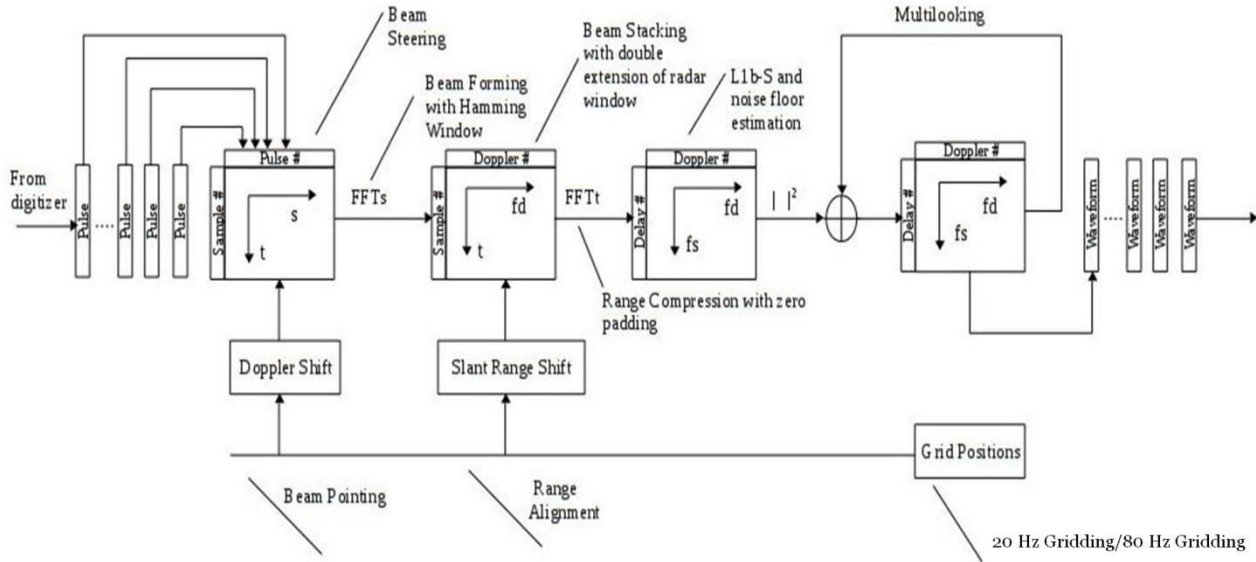 Multilooking
Beam
Steering
Beam Stacking
with double
extension of radar
window
L1b-S and
noise floor
estimation
Beam Forming
with Hamming
Window
From
digitizer
Pulse
.....
Pulse
Pulse
Pulse
Pulse #
Sample #
s
t
FFTs
Doppler #
Sample #
fd
t
FFTt
Doppler #
Delay #
fd
fs
| |²
Doppler #
Delay #
fd
fs
Waveform
....
Waveform
Waveform
Waveform
Range Compression with zero
padding
Doppler Shift
Slant Range Shift
Grid Positions
Beam Pointing
Range
Alignment
20 Hz Gridding/80 Hz Gridding